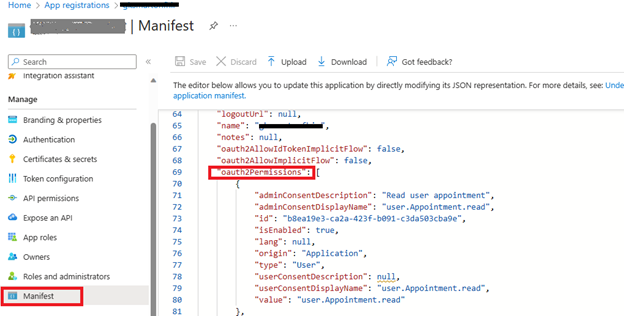 Home > App registrations >
| Manifest
Search
«
Save
Discard
Upload
Download
Got feedback?
Integration assistant
The editor below allows you to update this application by directly modifying its JSON representation. For more details, see: Unde
application manifest.
Manage
Branding & properties
Authentication
Certificates & secrets
Token configuration
API permissions
Expose an API
App roles
Owners
Roles and administrators
Manifest
64 "logoutUrl": null,
65 "name": "
66 "notes": null,
67 "oauth2AllowIdTokenImplicitFlow": false,
68 "oauth2AllowImplicitFlow": false,
69 "oauth2Permissions": [
70 {
71 "adminConsentDescription": "Read user appointment",
72 "adminConsentDisplayName": "user.Appointment.read",
73 "id": "b8ea19e3-ca2a-423f-b091-c3da503cba9e",
74 "isEnabled": true,
75 "lang": null,
76 "origin": "Application",
77 "type": "User",
78 "userConsentDescription": null,
79 "userConsentDisplayName": "user.Appointment.read",
80 "value": "user.Appointment.read"
81 },